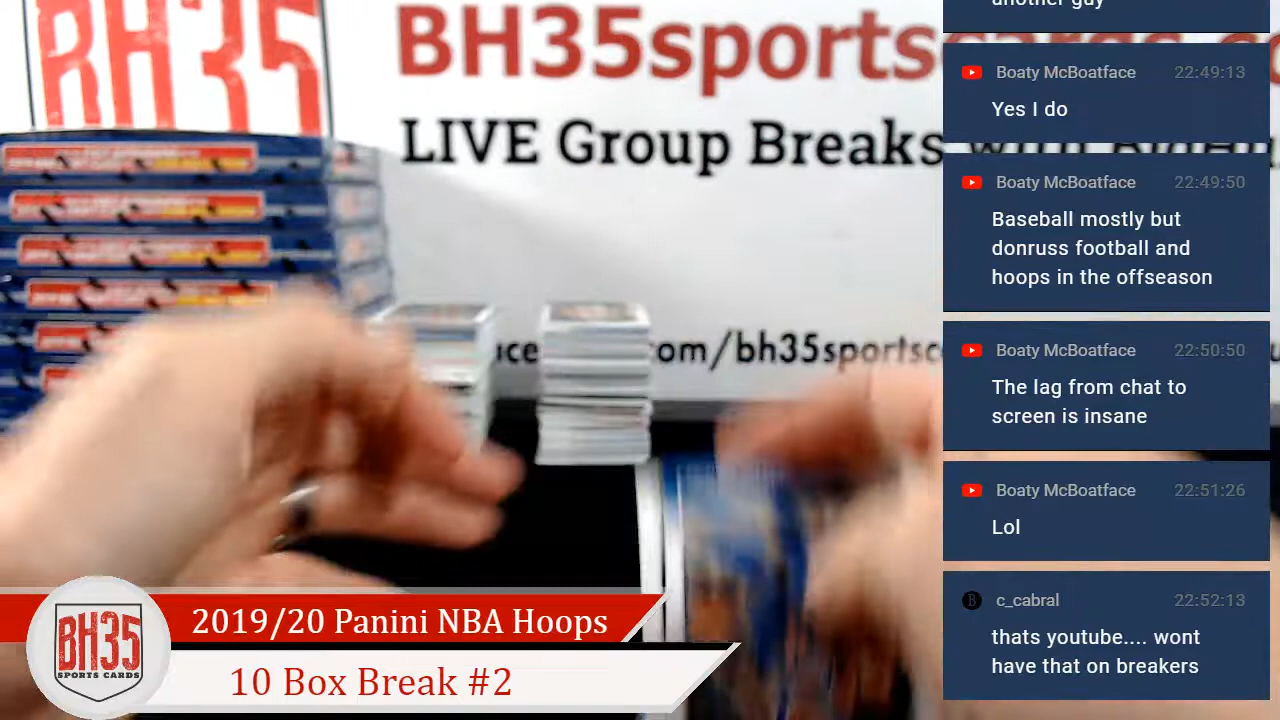 BH35
BH35sports
LIVE Group Breaks
om/bh35sportsc
another guy
Boaty McBoatface 22:49:13
Yes I do
Boaty McBoatface 22:49:50
Baseball mostly but
donruss football and
hoops in the offseason
Boaty McBoatface 22:50:50
The lag from chat to
screen is insane
Boaty McBoatface 22:51:26
Lol
c_cabral 22:52:13
thats youtube.... wont
have that on breakers
BH35
SPORTS CARDS
2019/20 Panini NBA Hoops
10 Box Break #2